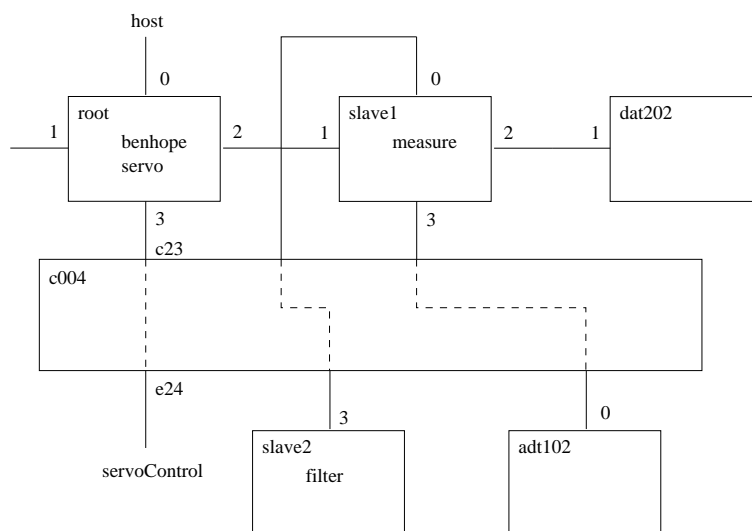 host
0
root
1
benhope
servo
2
3
0
slave1
1
measure
2
3
dat202
1
c23
c004
e24
servoControl
3
slave2
filter
0
adt102